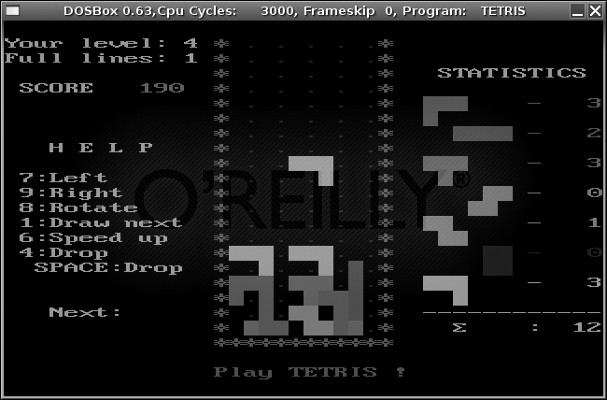 DOSBox 0.63,Cpu Cycles: 3000, Frameskip 0, Program: TETRIS
Your level: 4
Full lines: 1
STATISTICS
SCORE 190
- 3
- 2
H E L P
- 3
7:Left
9:Right
- 0
8:Rotate
1:Draw next
- 1
6:Speed up
4:Drop
- 0
SPACE:Drop
- 3
Next:
Σ : 12
Play TETRIS !
O'REILLY®